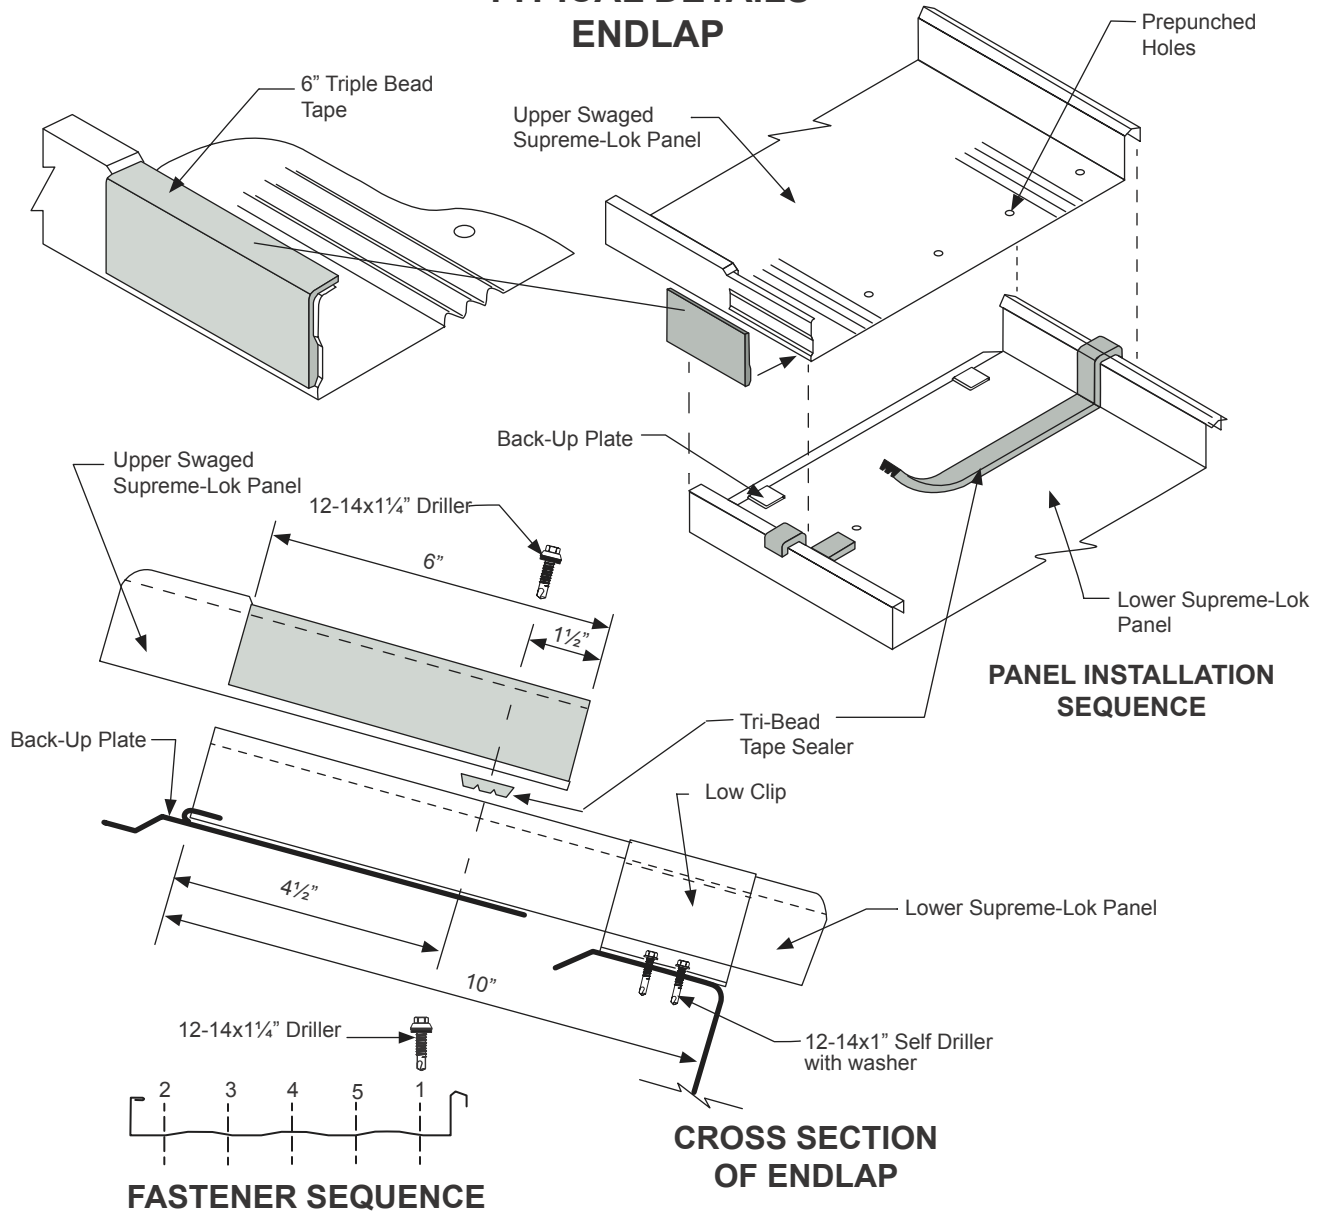 TYPICAL DETAILS
ENDLAP
Prepunched
Holes
6” Triple Bead
Tape
Upper Swaged
Supreme-Lok Panel
Back-Up Plate
Upper Swaged
Supreme-Lok Panel
12-14x1¼” Driller
6”
1½”
Lower Supreme-Lok
Panel
PANEL INSTALLATION
SEQUENCE
Tri-Bead
Tape Sealer
Back-Up Plate
Low Clip
4½”
Lower Supreme-Lok Panel
10”
12-14x1¼” Driller
12-14x1” Self Driller
with washer
2 3 4 5 1
CROSS SECTION
OF ENDLAP
FASTENER SEQUENCE